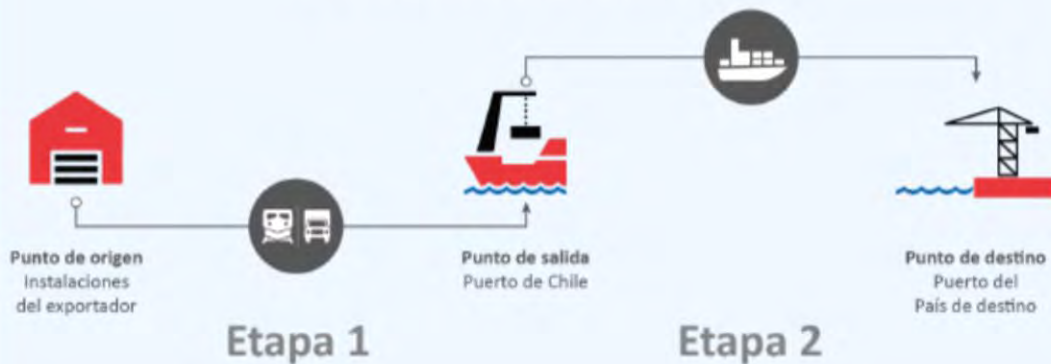 Punto de origen
Instalaciones
del exportador
Punto de salida
Puerto de Chile
Punto de destino
Puerto del
País de destino
Etapa 1
Etapa 2